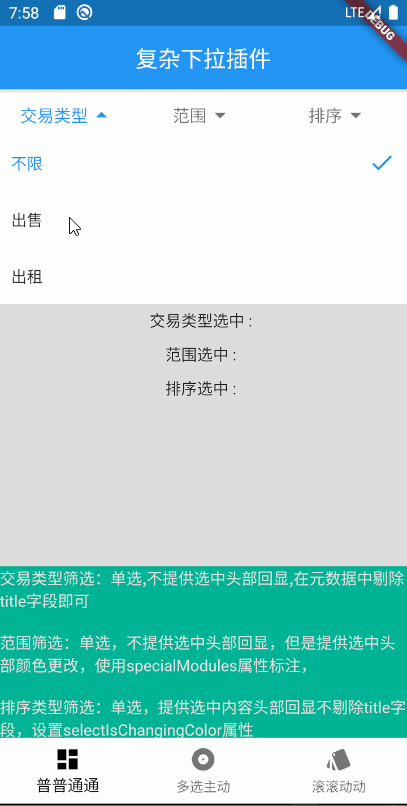 7:58
LTE
DEBUG
复杂下拉插件
交易类型 范围 排序
不限
出售
出租
交易类型选中 :
范围选中 :
排序选中 :
交易类型筛选：单选,不提供选中头部回显,在元数据中剔除
title字段即可
范围筛选：单选，不提供选中头部回显，但是提供选中头
部颜色更改，使用specialModules属性标注，
排序类型筛选：单选，提供选中内容头部回显不剔除title字
段，设置selectIsChangingColor属性
普普通通 多选主动 滚滚动动